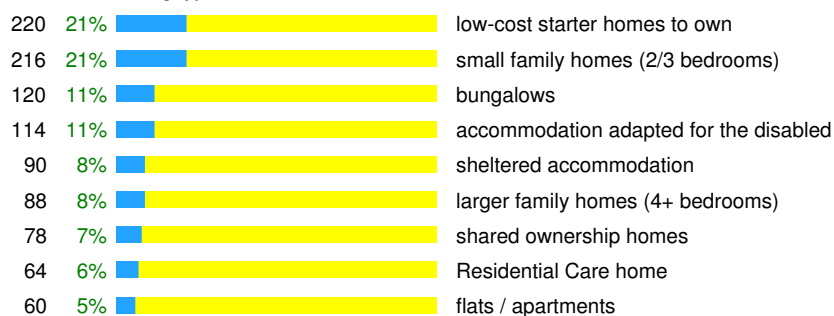 220 21% low-cost starter homes to own
216 21% small family homes (2/3 bedrooms)
120 11% bungalows
114 11% accommodation adapted for the disabled
90 8% sheltered accommodation
88 8% larger family homes (4+ bedrooms)
78 7% shared ownership homes
64 6% Residential Care home
60 5% flats / apartments